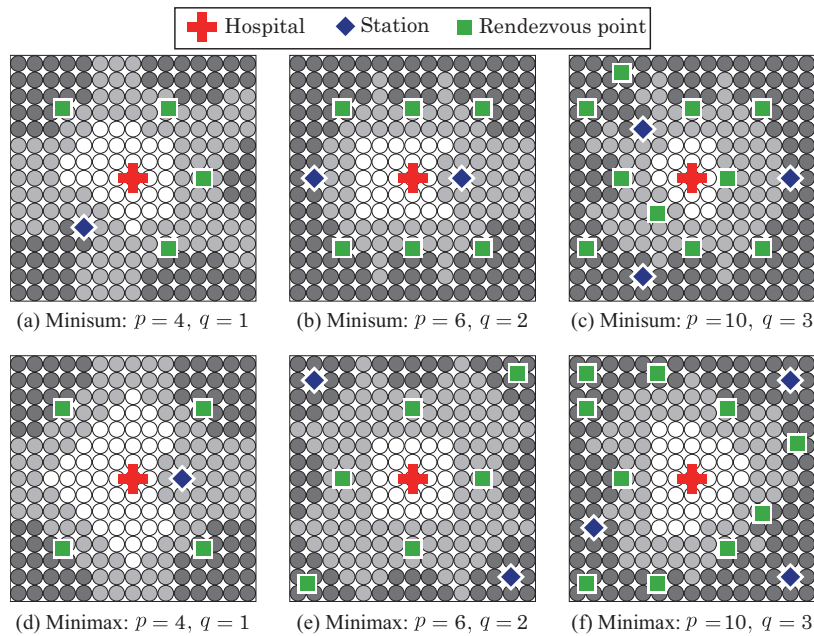 Hospital Station Rendezvous point
(a) Minisum: p = 4, q = 1 (b) Minisum: p = 6, q = 2 (c) Minisum: p = 10, q = 3
(d) Minimax: p = 4, q = 1 (e) Minimax: p = 6, q = 2 (f) Minimax: p = 10, q = 3